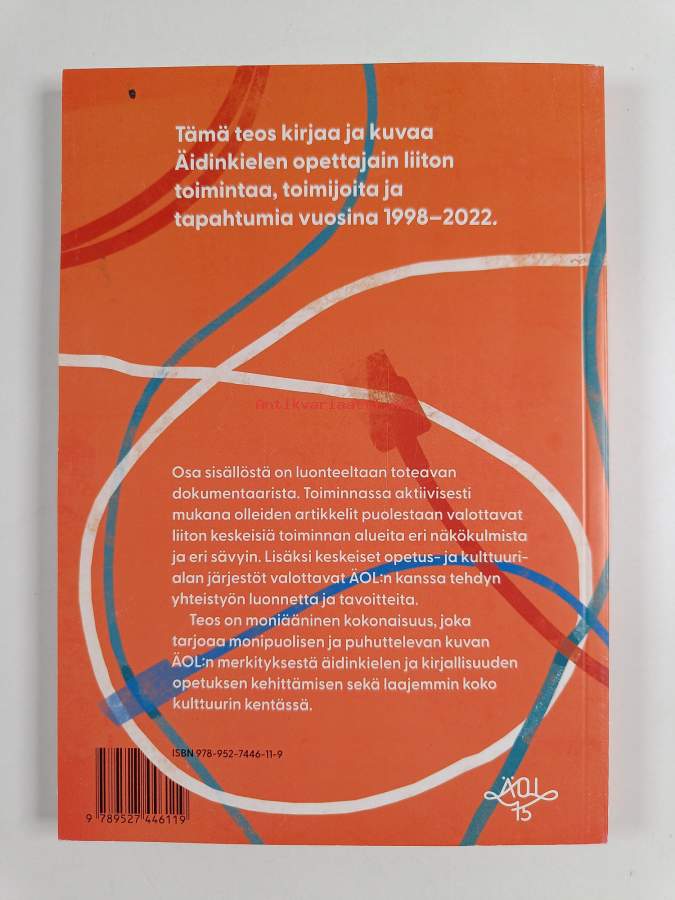 Tämä teos kirjaa ja kuvaa
Äidinkielen opettajain liiton
toimintaa, toimijoita ja
tapahtumia vuosina 1998–2022.
Osa sisällöstä on luonteeltaan toteavan
dokumentaarista. Toiminnassa aktiivisesti
mukana olleiden artikkelit puolestaan valottavat
liiton keskeisiä toiminnan alueita eri näkökulmista
ja eri sävyin. Lisäksi keskeiset opetus- ja kulttuuri-
alan järjestöt valottavat ÄOL:n kanssa tehdyn
yhteistyön luonnetta ja tavoitteita.
Teos on moniääninen kokonaisuus, joka
tarjoaa monipuolisen ja puhuttelevan kuvan
ÄOL:n merkityksestä äidinkielen ja kirjallisuuden
opetuksen kehittämisen sekä laajemmin koko
kulttuurin kentässä.
ISBN 978-952-7446-11-9
9 789527 446119
ÄOL
75